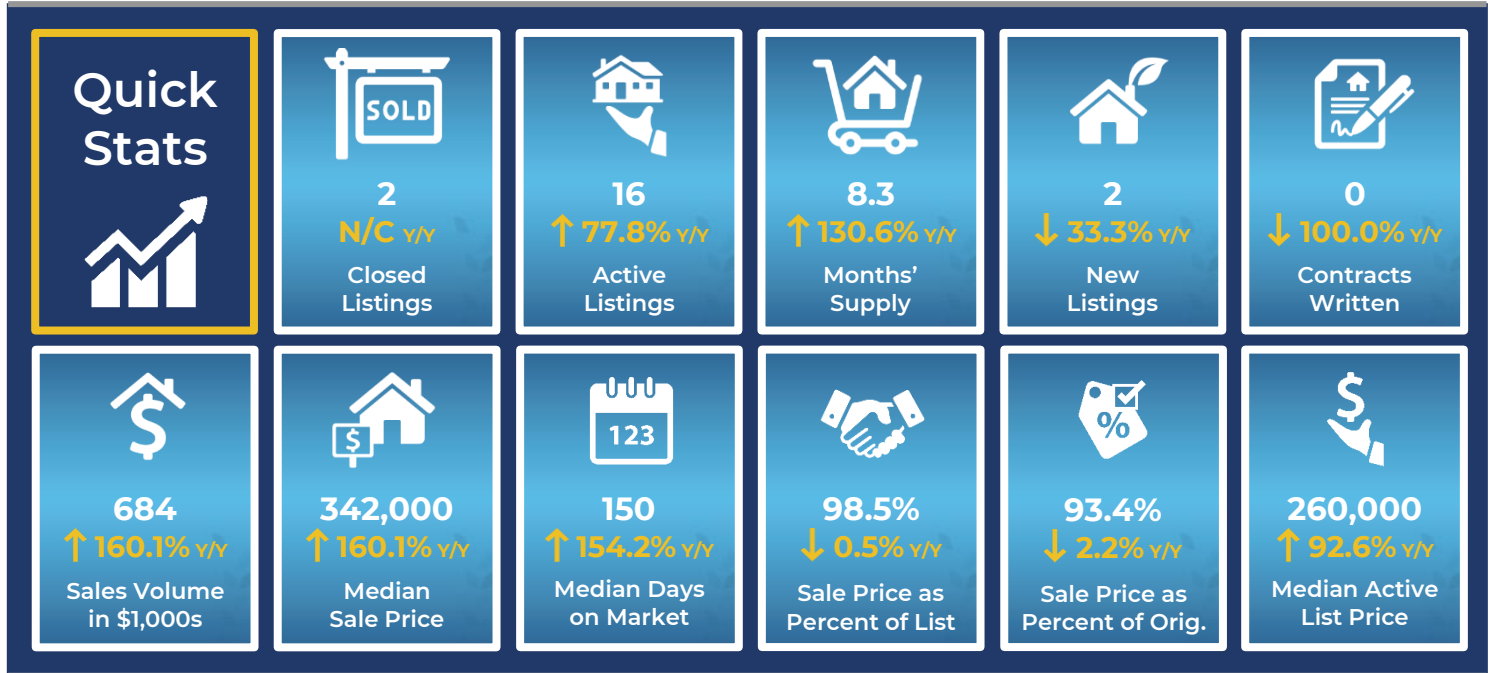 Quick
Stats
SOLD
2
N/C Y/Y
Closed
Listings
16
↑ 77.8% Y/Y
Active
Listings
8.3
↑ 130.6% Y/Y
Months’
Supply
2
↓ 33.3% Y/Y
New
Listings
0
↓ 100.0% Y/Y
Contracts
Written
$
684
↑ 160.1% Y/Y
Sales Volume
in $1,000s
$
342,000
↑ 160.1% Y/Y
Median
Sale Price
123
150
↑ 154.2% Y/Y
Median Days
on Market
98.5%
↓ 0.5% Y/Y
Sale Price as
Percent of List
%
93.4%
↓ 2.2% Y/Y
Sale Price as
Percent of Orig.
$
260,000
↑ 92.6% Y/Y
Median Active
List Price